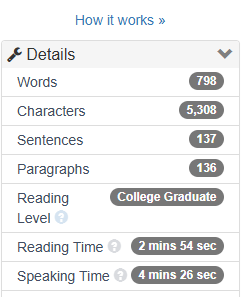 How it works »
Details
Words 798
Characters 5,308
Sentences 137
Paragraphs 136
Reading College Graduate
Level ?
Reading Time ? 2 mins 54 sec
Speaking Time ? 4 mins 26 sec